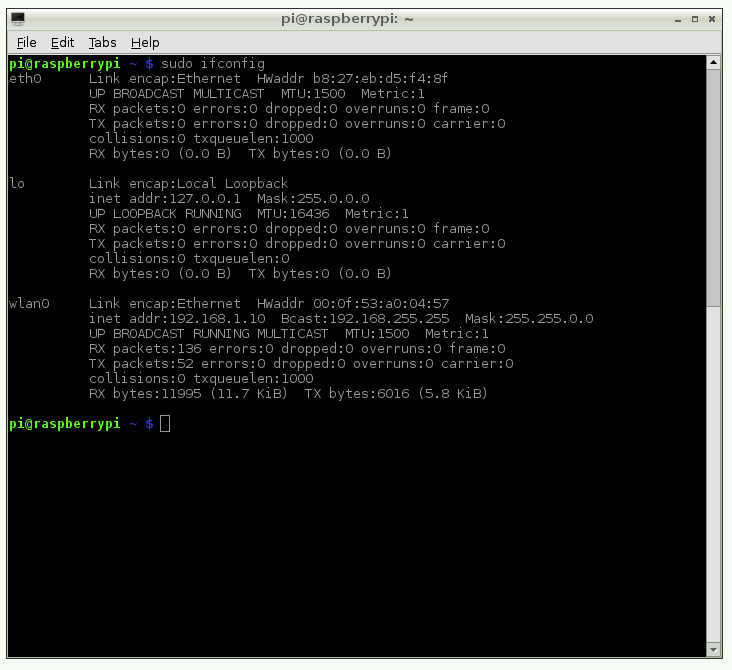 pi@raspberrypi: ~
File Edit Tabs Help
pi@raspberrypi ~ $ sudo ifconfig
eth0      Link encap:Ethernet  HWaddr b8:27:eb:d5:f4:8f
          UP BROADCAST MULTICAST  MTU:1500  Metric:1
          RX packets:0 errors:0 dropped:0 overruns:0 frame:0
          TX packets:0 errors:0 dropped:0 overruns:0 carrier:0
          collisions:0 txqueuelen:1000
          RX bytes:0 (0.0 B)  TX bytes:0 (0.0 B)

lo        Link encap:Local Loopback
          inet addr:127.0.0.1  Mask:255.0.0.0
          UP LOOPBACK RUNNING  MTU:16436  Metric:1
          RX packets:0 errors:0 dropped:0 overruns:0 frame:0
          TX packets:0 errors:0 dropped:0 overruns:0 carrier:0
          collisions:0 txqueuelen:0
          RX bytes:0 (0.0 B)  TX bytes:0 (0.0 B)

wlan0     Link encap:Ethernet  HWaddr 00:0f:53:a0:04:57
          inet addr:192.168.1.10  Bcast:192.168.255.255  Mask:255.255.0.0
          UP BROADCAST RUNNING MULTICAST  MTU:1500  Metric:1
          RX packets:136 errors:0 dropped:0 overruns:0 frame:0
          TX packets:52 errors:0 dropped:0 overruns:0 carrier:0
          collisions:0 txqueuelen:1000
          RX bytes:11995 (11.7 KiB)  TX bytes:6016 (5.8 KiB)

pi@raspberrypi ~ $